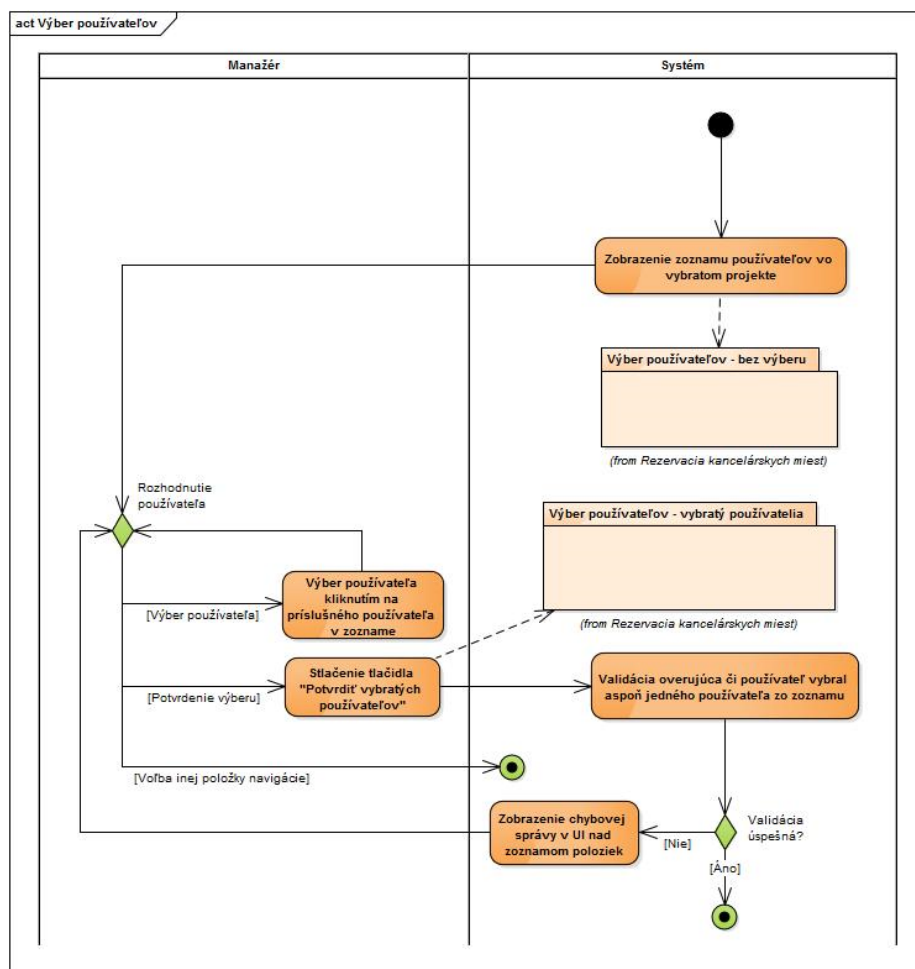 act Výber používateľov
Manažér
Systém
Zobrazenie zoznamu používateľov vo
vybratom projekte
Výber používateľov - bez výberu
(from Rezervacia kancelárskych miest)
Rozhodnutie
používateľa
Výber používateľov - vybratý používatelia
(from Rezervacia kancelárskych miest)
Výber používateľa
kliknutím na
príslušného používateľa
v zozname
[Výber používateľa]
Stlačenie tlačidla
"Potvrdiť vybratých
používateľov"
[Potvrdenie výberu]
Validácia overujúca či používateľ vybral
aspoň jedného používateľa zo zoznamu
[Voľba inej položky navigácie]
Zobrazenie chybovej
správy v UI nad
zoznamom poloziek
[Nie]
Validácia
úspešná?
[Áno]